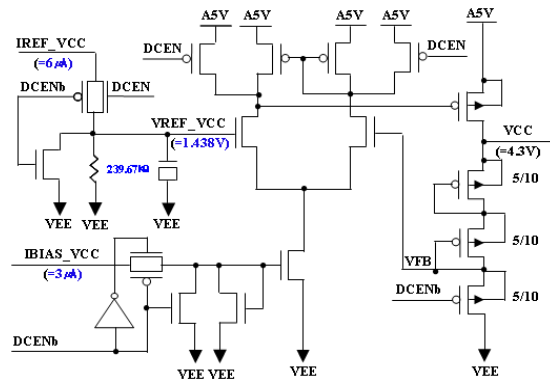 A5V A5V A5V A5V
IREF_VCC
(=6㎂)
DCEN
DCEN
DCENb
DCEN
VREF_VCC
(=1.438V)
VCC
(=4.3V)
239.67㏀
5/10
VEE VEE VEE
IBIAS_VCC
(=3㎂)
VFB
5/10
DCENb
5/10
DCENb
VEE VEE VEE VEE